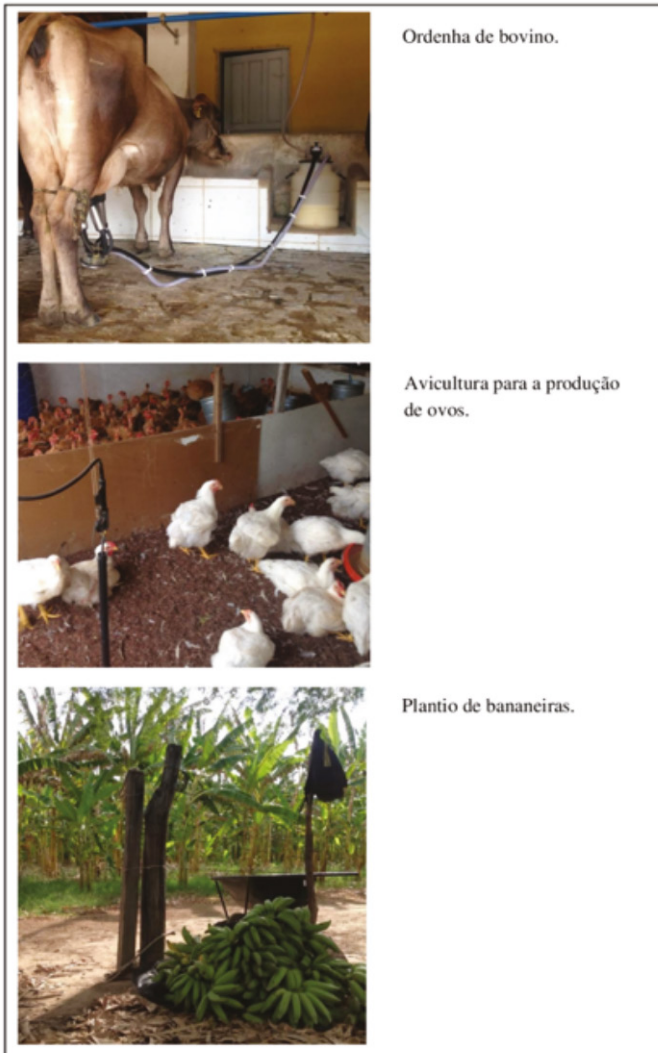 Ordenha de bovino.
Avicultura para a produção
de ovos.
Plantio de bananeiras.